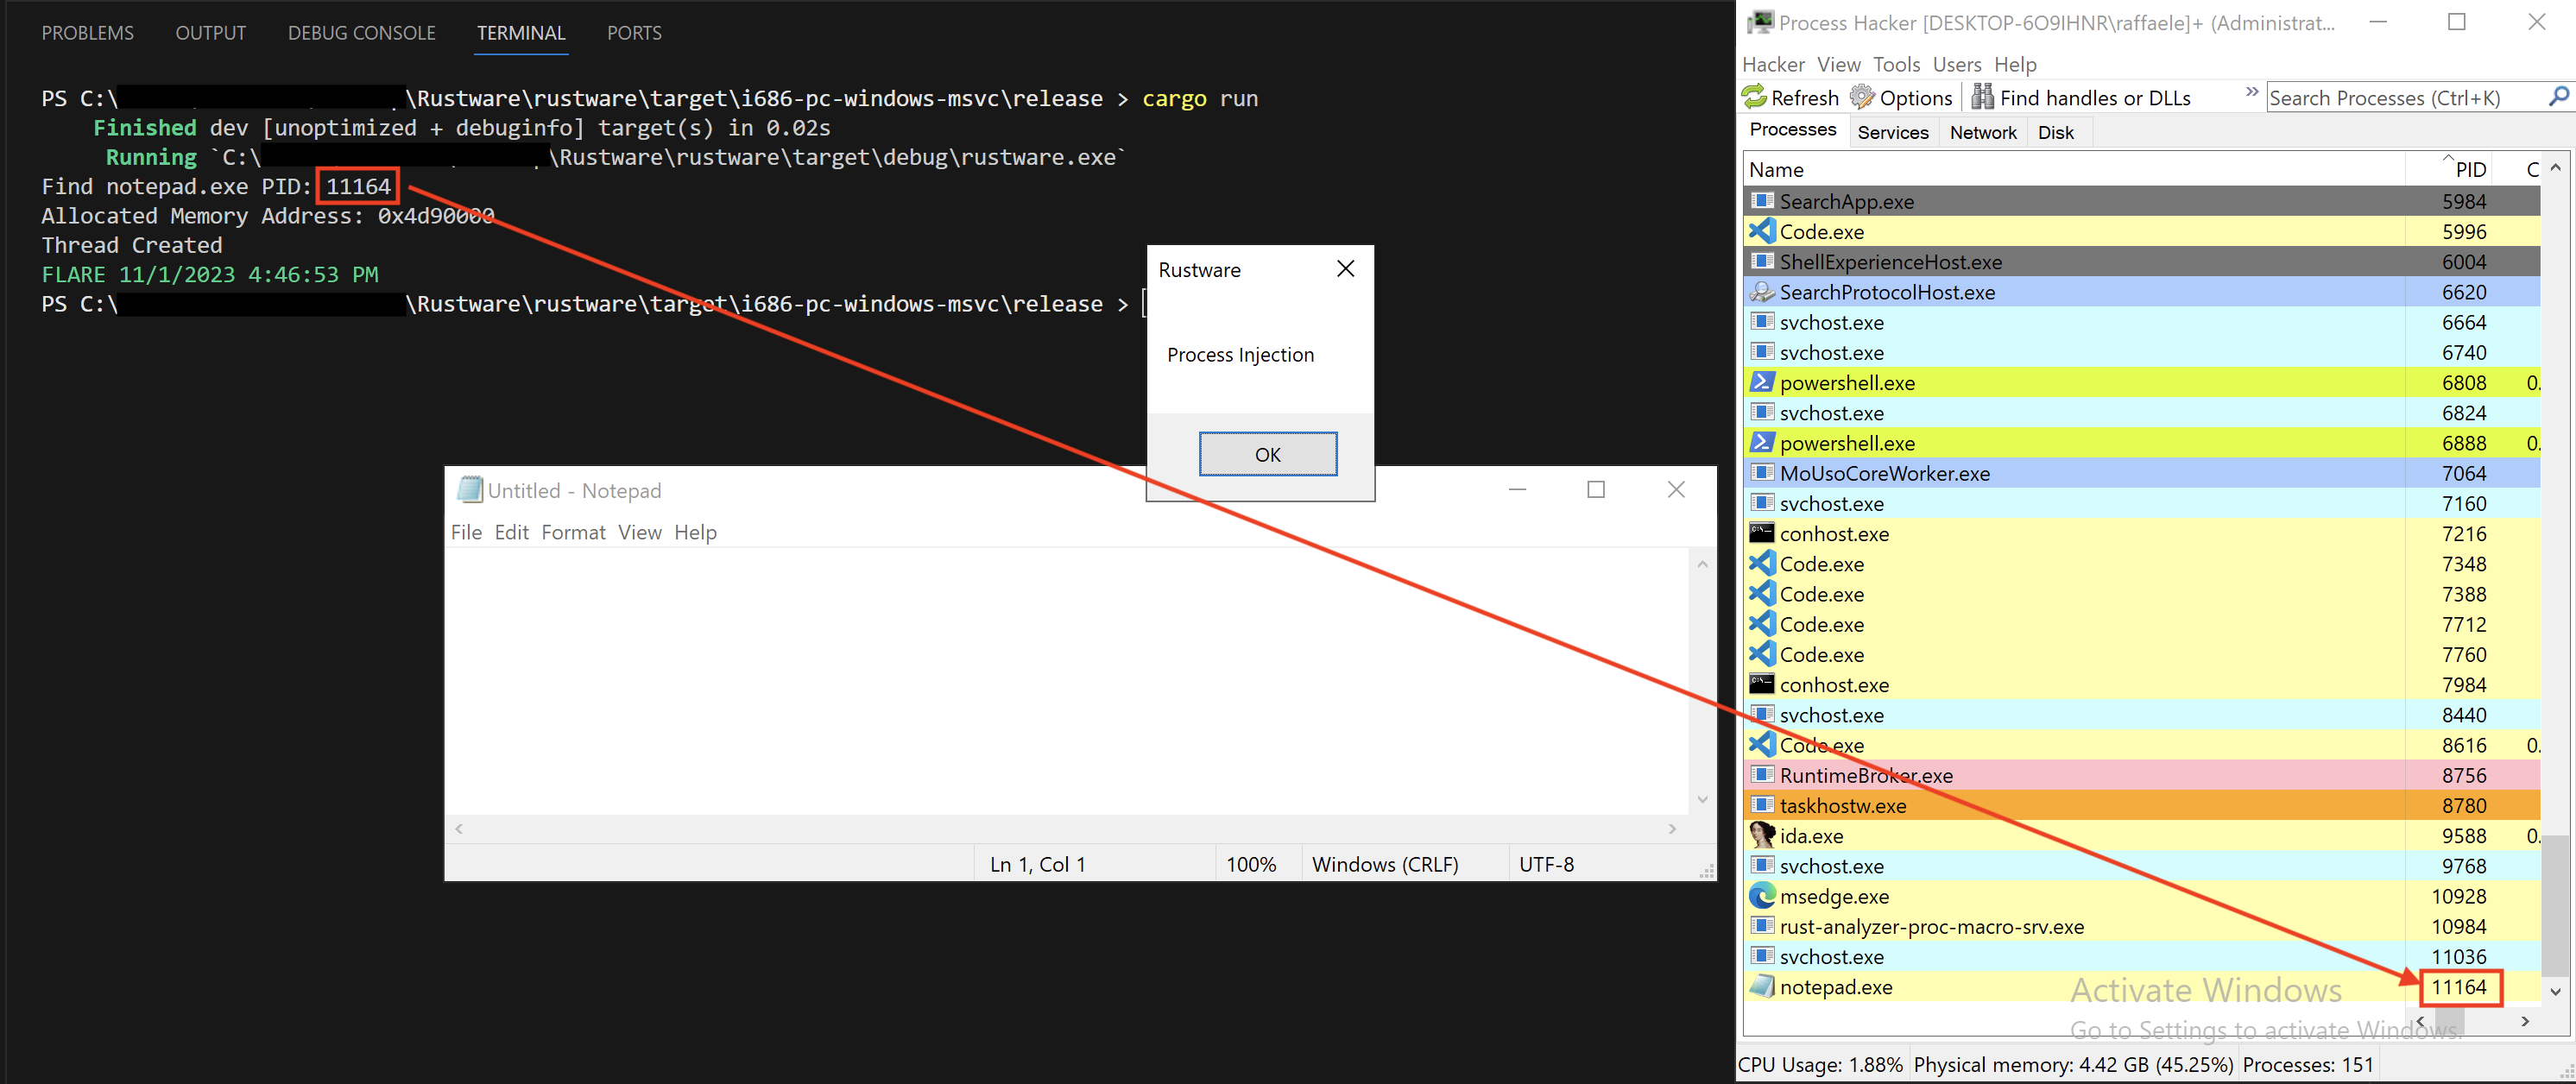 PROBLEMS OUTPUT DEBUG CONSOLE TERMINAL PORTS
PS C:\ \Rustware\rustware\target\i686-pc-windows-msvc\release > cargo run
Finished dev [unoptimized + debuginfo] target(s) in 0.02s
Running `C:\ \Rustware\rustware\target\debug\rustware.exe`
Find notepad.exe PID: 11164
Allocated Memory Address: 0x4d90000
Thread Created
FLARE 11/1/2023 4:46:53 PM
PS C:\ \Rustware\rustware\target\i686-pc-windows-msvc\release >
Rustware
Process Injection
OK
Untitled - Notepad
File Edit Format View Help
Ln 1, Col 1 100% Windows (CRLF) UTF-8
Process Hacker [DESKTOP-6O9IHNR\raffaele]+ (Administrat...
Hacker View Tools Users Help
Refresh Options Find handles or DLLs » Search Processes (Ctrl+K)
Processes Services Network Disk
Name PID C
SearchApp.exe 5984
Code.exe 5996
ShellExperienceHost.exe 6004
SearchProtocolHost.exe 6620
svchost.exe 6664
svchost.exe 6740
powershell.exe 6808 0.
svchost.exe 6824
powershell.exe 6888 0.
MoUsoCoreWorker.exe 7064
svchost.exe 7160
conhost.exe 7216
Code.exe 7348
Code.exe 7388
Code.exe 7712
Code.exe 7760
conhost.exe 7984
svchost.exe 8440
Code.exe 8616 0.
RuntimeBroker.exe 8756
taskhostw.exe 8780
ida.exe 9588 0.
svchost.exe 9768
msedge.exe 10928
rust-analyzer-proc-macro-srv.exe 10984
svchost.exe 11036
notepad.exe 11164
Activate Windows
Go to Settings to activate Windows.
CPU Usage: 1.88% Physical memory: 4.42 GB (45.25%) Processes: 151